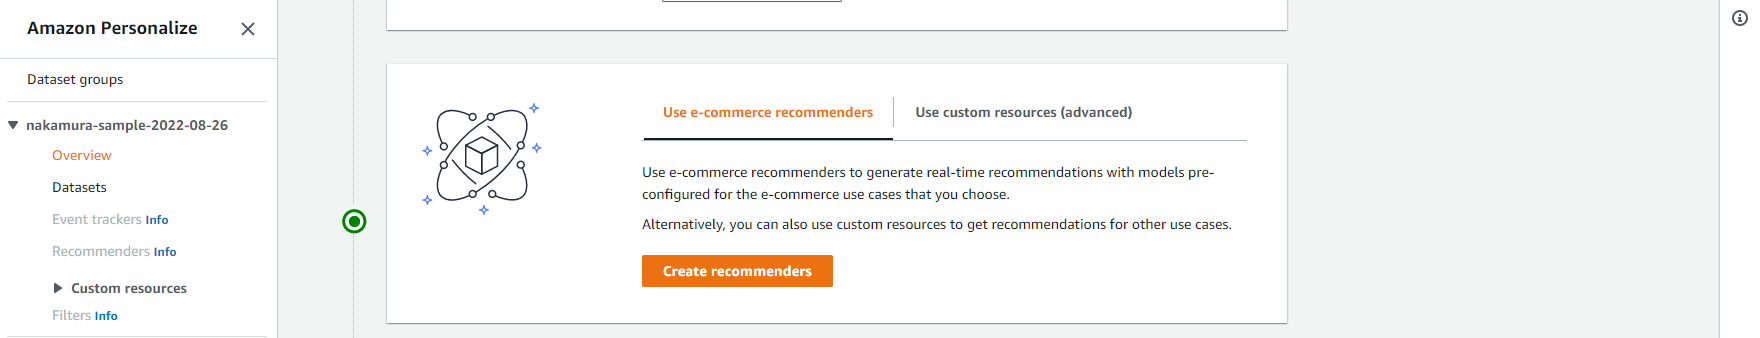 Amazon Personalize
Dataset groups
nakamura-sample-2022-08-26
Overview
Datasets
Event trackers Info
Recommenders Info
Custom resources
Filters Info
Use e-commerce recommenders
Use custom resources (advanced)
Use e-commerce recommenders to generate real-time recommendations with models pre-
configured for the e-commerce use cases that you choose.
Alternatively, you can also use custom resources to get recommendations for other use cases.
Create recommenders